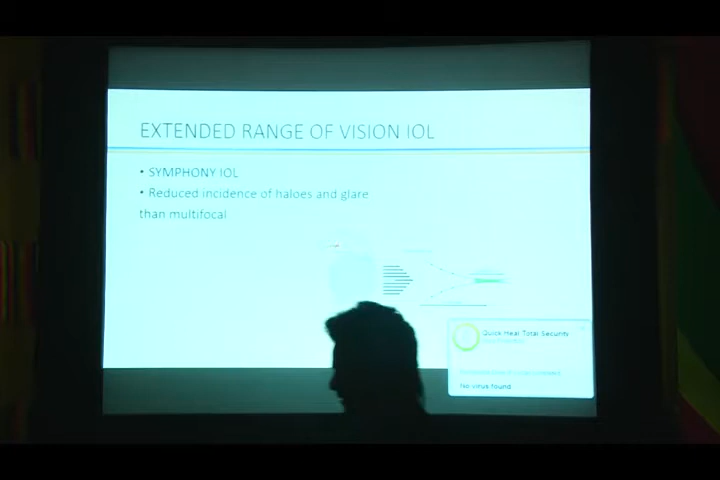 EXTENDED RANGE OF VISION IOL
• SYMPHONY IOL
• Reduced incidence of haloes and glare
than multifocal
Quick Heal Total Security
No virus found